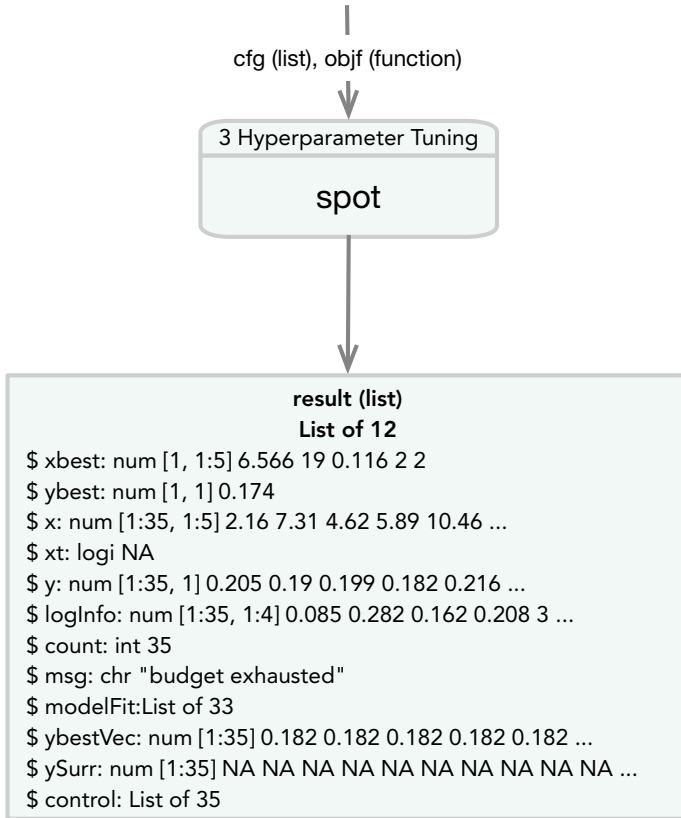 cfg (list), objf (function)
3 Hyperparameter Tuning
spot
result (list)
List of 12
$ xbest: num [1, 1:5] 6.566 19 0.116 2 2
$ ybest: num [1, 1] 0.174
$ x: num [1:35, 1:5] 2.16 7.31 4.62 5.89 10.46 ...
$ xt: logi NA
$ y: num [1:35, 1] 0.205 0.19 0.199 0.182 0.216 ...
$ logInfo: num [1:35, 1:4] 0.085 0.282 0.162 0.208 3 ...
$ count: int 35
$ msg: chr "budget exhausted"
$ modelFit:List of 33
$ ybestVec: num [1:35] 0.182 0.182 0.182 0.182 0.182 ...
$ ySurr: num [1:35] NA NA NA NA NA NA NA NA NA NA ...
$ control: List of 35